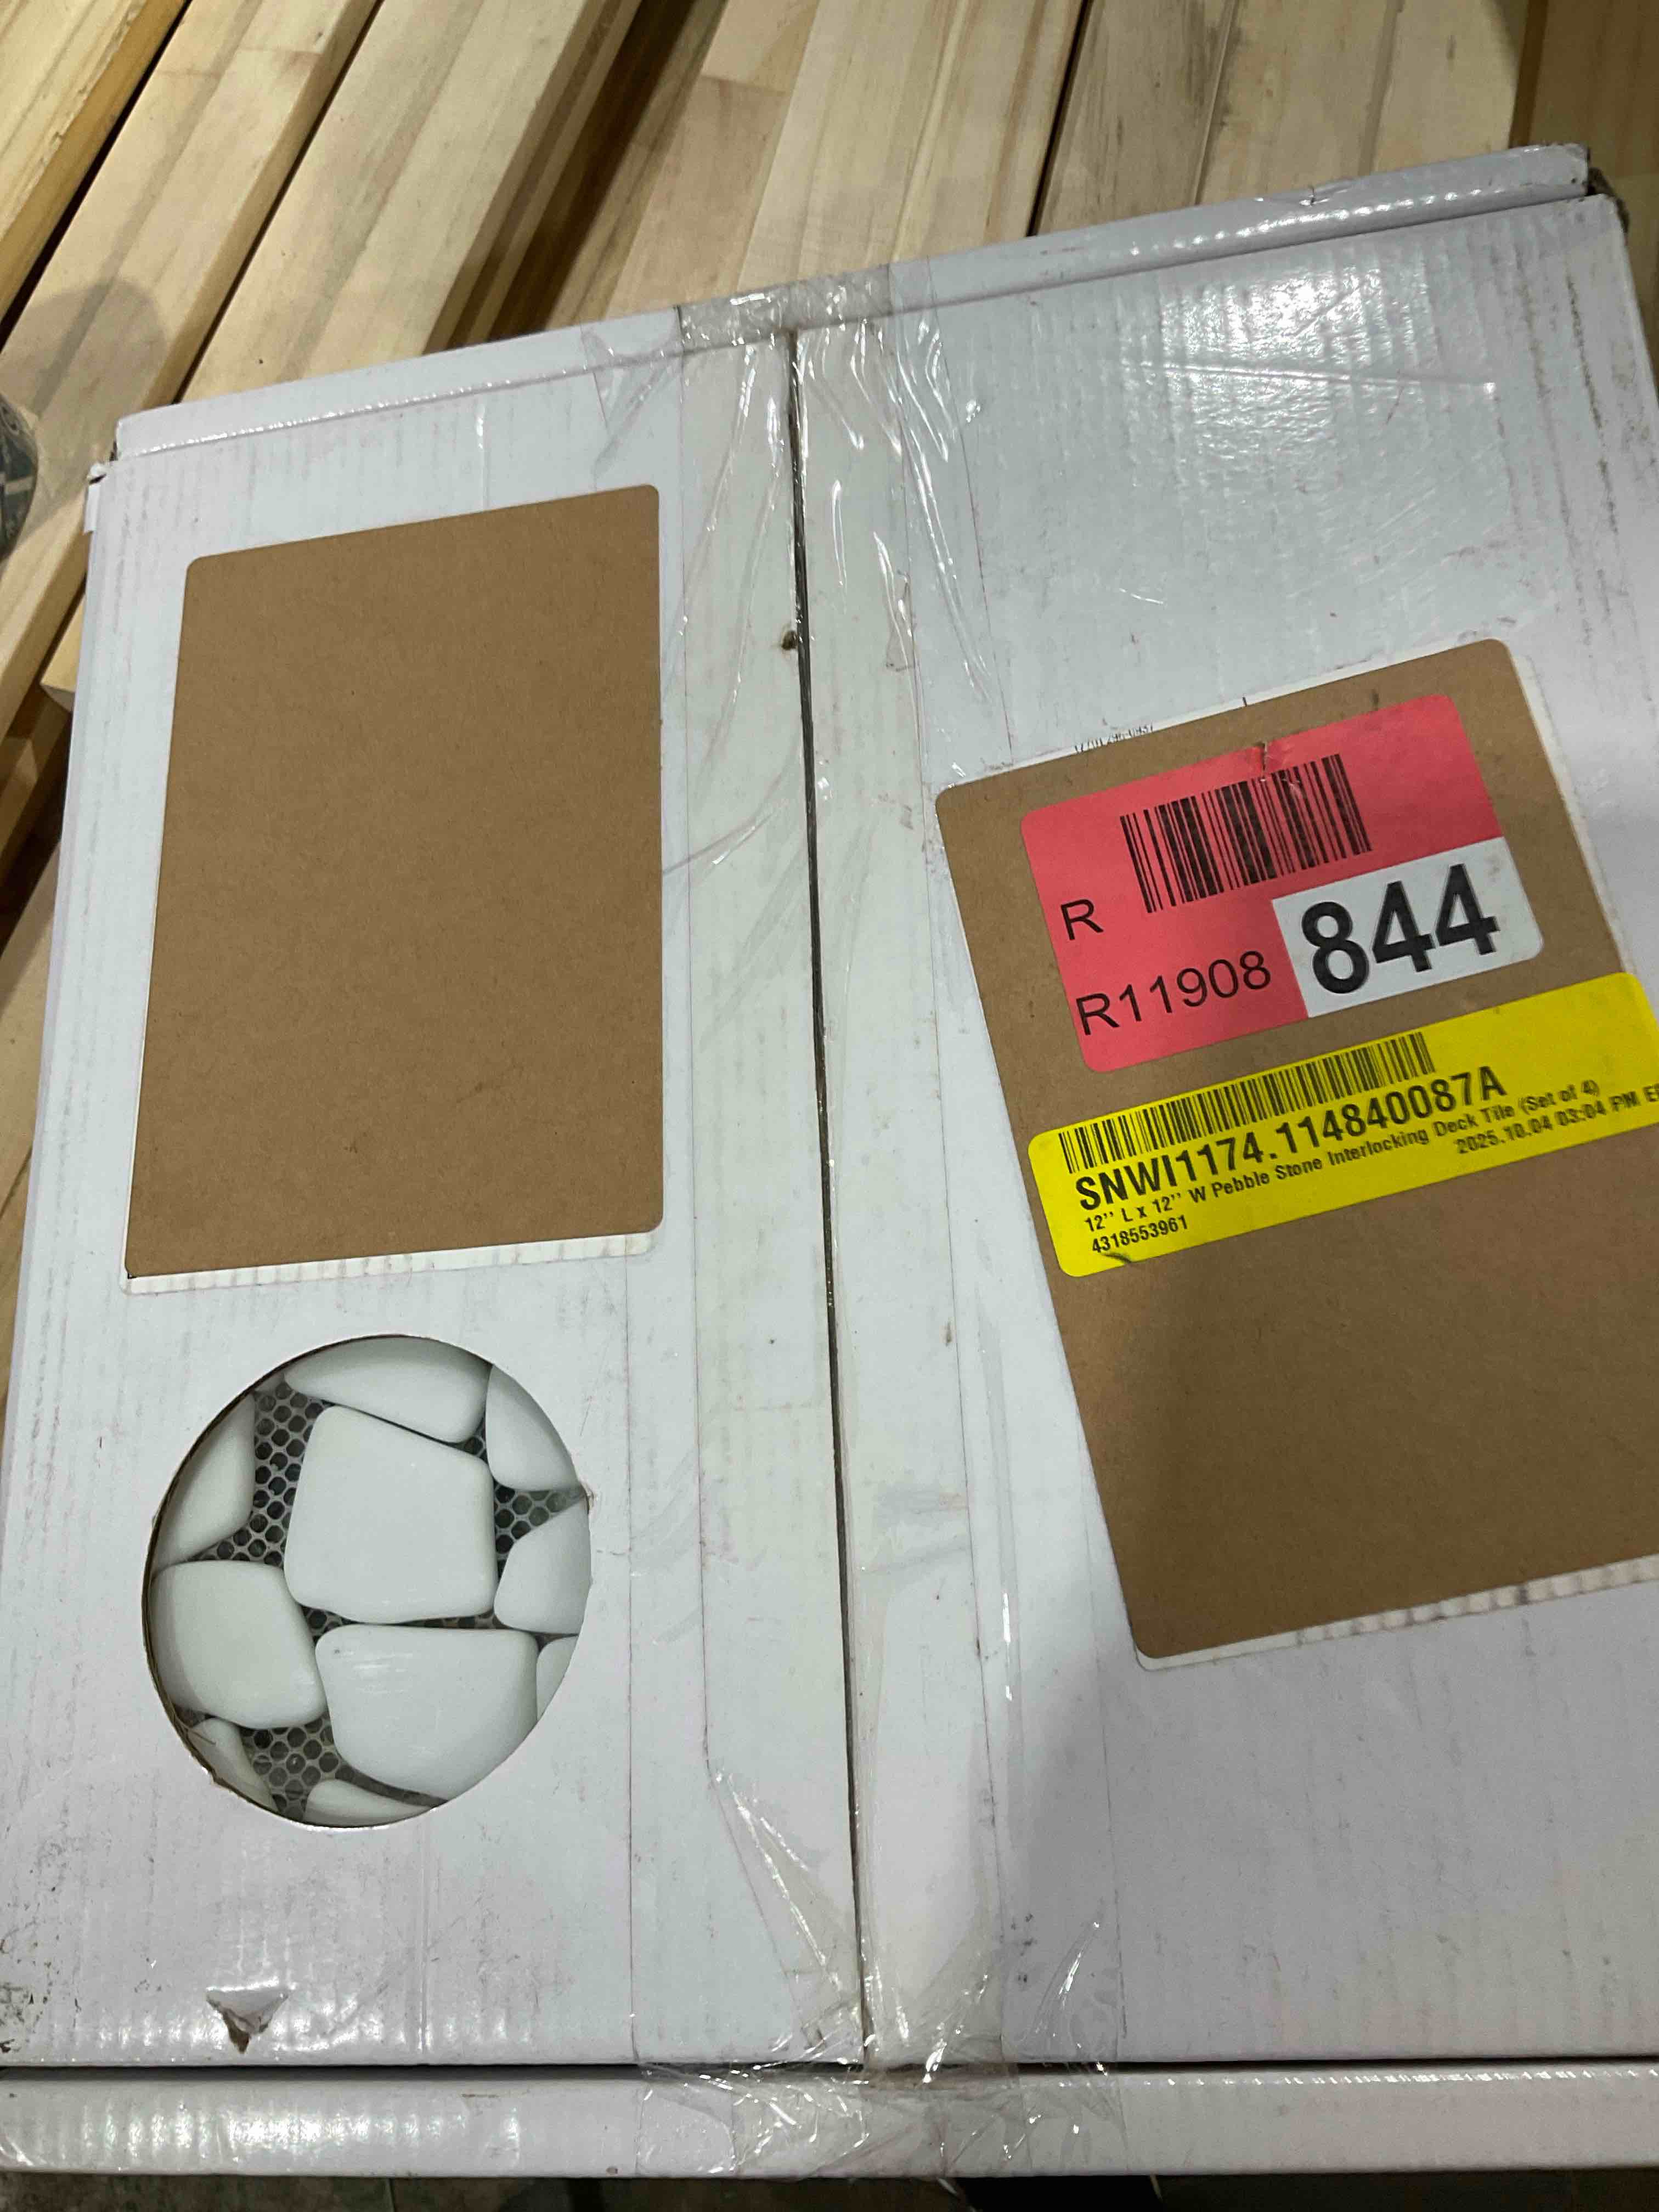 R
R11908
844
SNWI1174.114840087A
12'' L x 12'' W Pebble Stone Interlocking Deck Tile (Set of 4)
2025.10.04 03:04 PM
4318553961